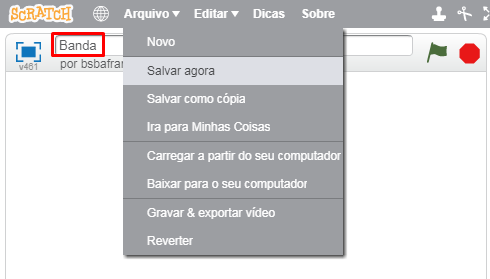 SCRATCH Arquivo Editar Dicas Sobre
Banda
v461
por bsbafran
Novo
Salvar agora
Salvar como cópia
Ira para Minhas Coisas
Carregar a partir do seu computador
Baixar para o seu computador
Gravar & exportar vídeo
Reverter